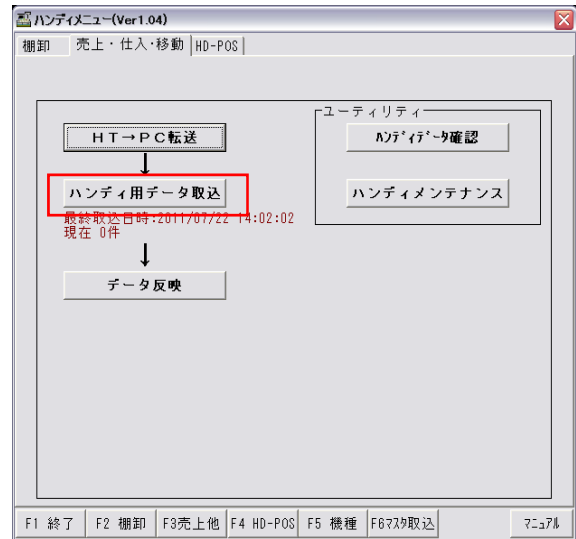 ハンディメニュー(Ver1.04)
棚卸 売上・仕入・移動 HD-POS
ユーティリティ
ＨＴ→ＰＣ転送
ﾊﾝﾃﾞｨﾃﾞｰﾀ確認
ハンディ用データ取込
ハンディメンテナンス
最終取込日時:2011/07/22 14:02:02
現在 0件
データ反映
F1 終了 F2 棚卸 F3売上他 F4 HD-POS F5 機種 F6ﾏｽﾀ取込 ﾏﾆｭｱﾙ